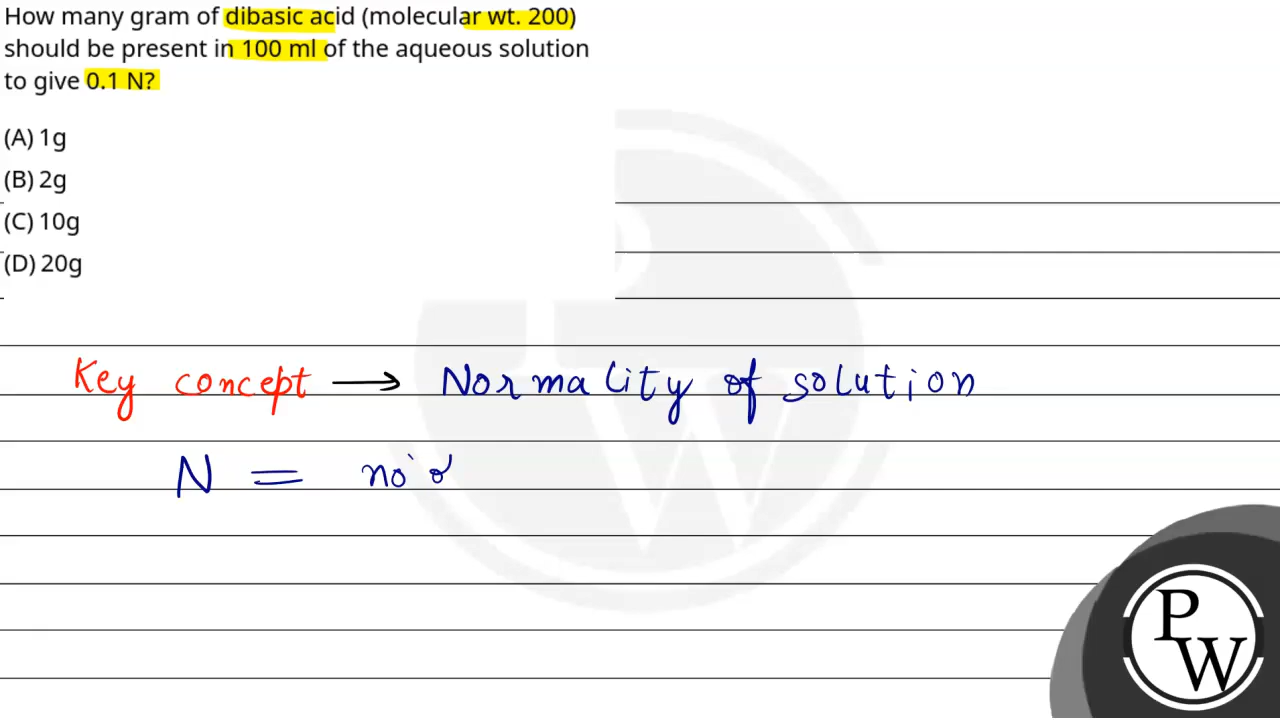 How many gram of dibasic acid (molecular wt. 200)
should be present in 100 ml of the aqueous solution
to give 0.1 N?
(A) 1g
(B) 2g
(C) 10g
(D) 20g
Key concept → Normality of solution
N = no.
PW